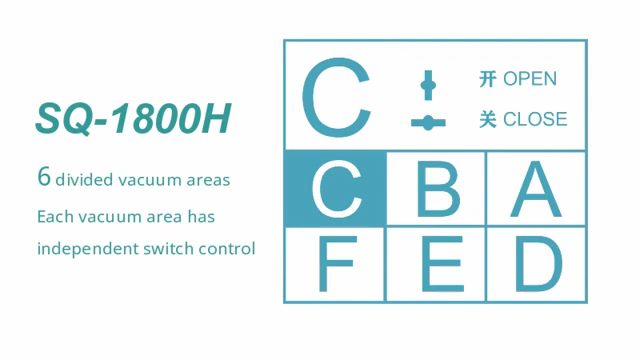 SQ-1800H
6 divided vacuum areas
Each vacuum area has
independent switch control
C
开 OPEN
关 CLOSE
C B A
F E D